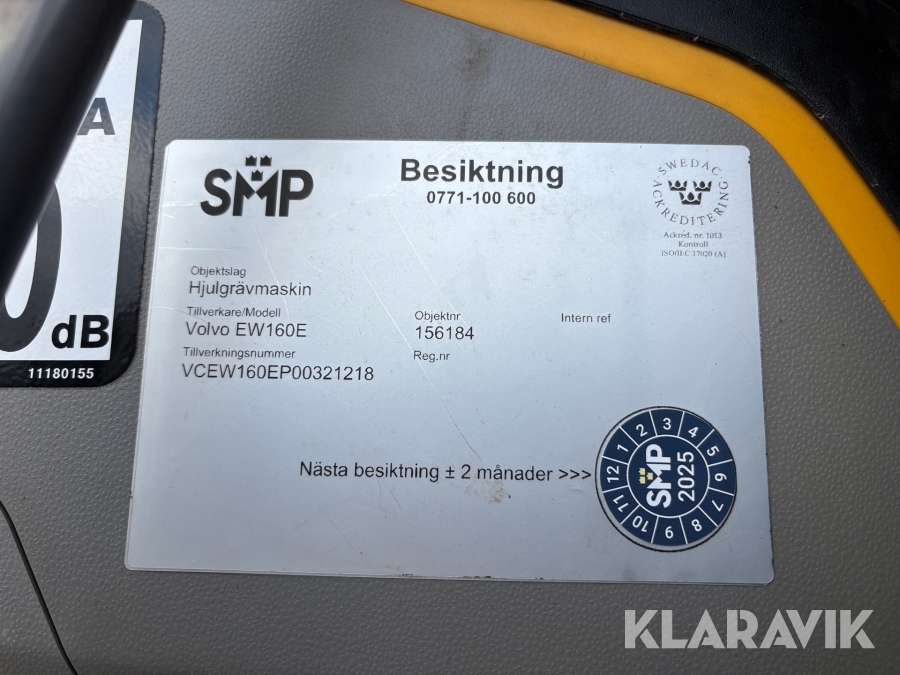 A
0
dB
11180155
SMP
Besiktning
0771-100 600
SWEDAC
ACKREDITERING
Ackred. nr. 1013
Kontroll
ISO/IEC 17020 (A)
Objektslag
Hjulgrävmaskin
Tillverkare/Modell
Volvo EW160E
Objektnr
156184
Intern ref
Tillverkningsnummer
VCEW160EP00321218
Reg.nr
Nästa besiktning ± 2 månader >>>
1 2 3 4 5 6 7 8 9 10 11 12
SMP
2025
KLARAVIK